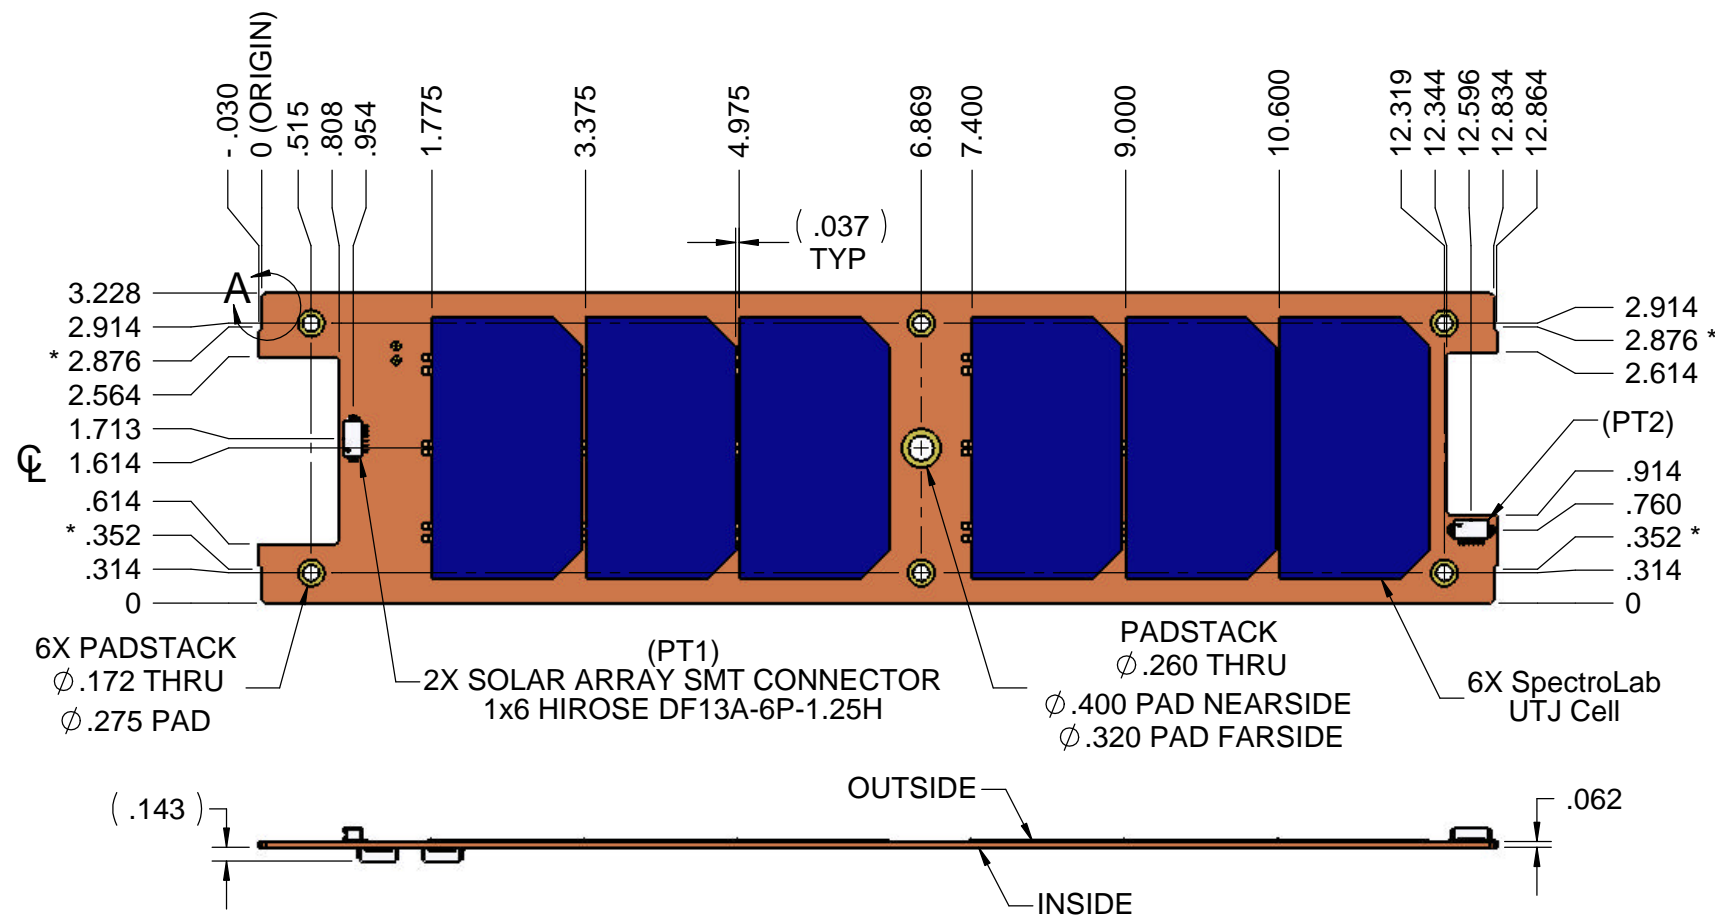 -.030
0 (ORIGIN)
.515
.808
.954
1.775
3.375
4.975
6.869
7.400
9.000
10.600
12.319
12.344
12.596
12.834
12.864
( .037 )
TYP
A
3.228
2.914
* 2.876
2.564
1.713
℄
1.614
.614
* .352
.314
0
2.914
2.876 *
2.614
(PT2)
.914
.760
.352 *
.314
0
6X PADSTACK
∅.172 THRU
∅.275 PAD
(PT1)
2X SOLAR ARRAY SMT CONNECTOR
1x6 HIROSE DF13A-6P-1.25H
PADSTACK
∅.260 THRU
∅.400 PAD NEARSIDE
∅.320 PAD FARSIDE
6X SpectroLab
UTJ Cell
( .143 )
OUTSIDE
.062
INSIDE